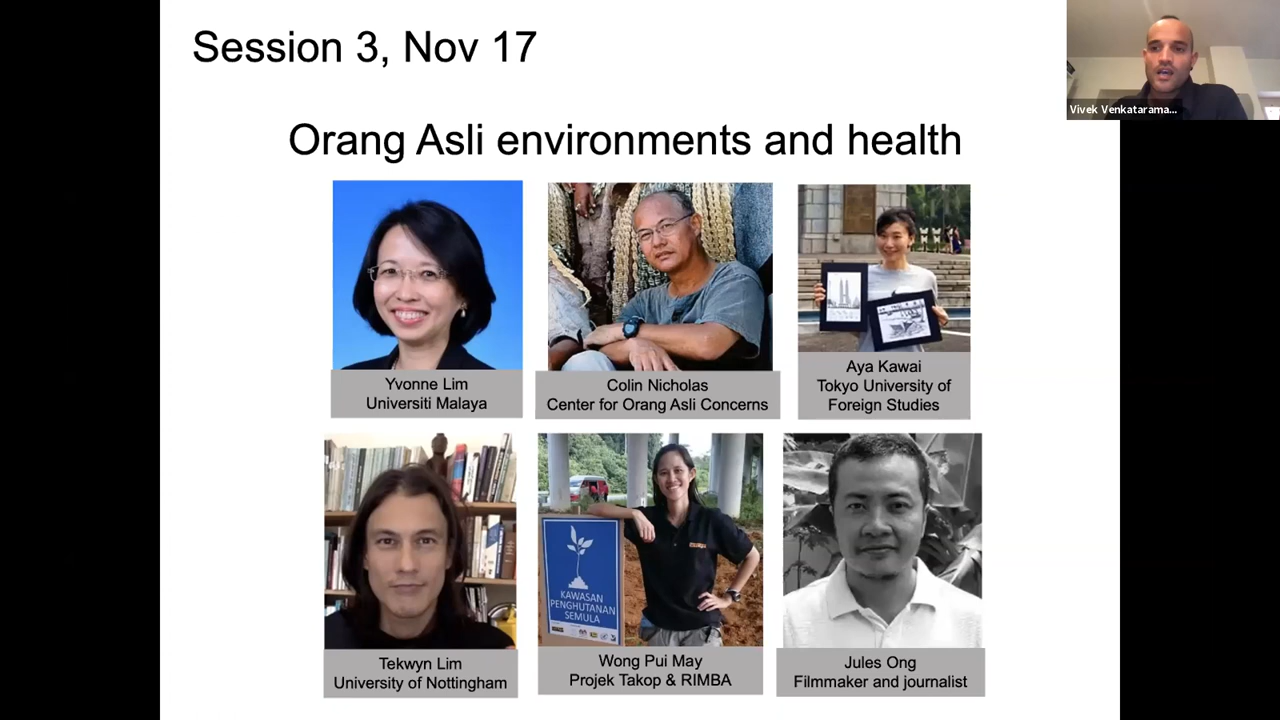 Session 3, Nov 17
Vivek Venkatarama...
Orang Asli environments and health
Yvonne Lim
Universiti Malaya
Colin Nicholas
Center for Orang Asli Concerns
Aya Kawai
Tokyo University of
Foreign Studies
KAWASAN
PENGHUTANAN
SEMULA
Tekwyn Lim
University of Nottingham
Wong Pui May
Projek Takop & RIMBA
Jules Ong
Filmmaker and journalist